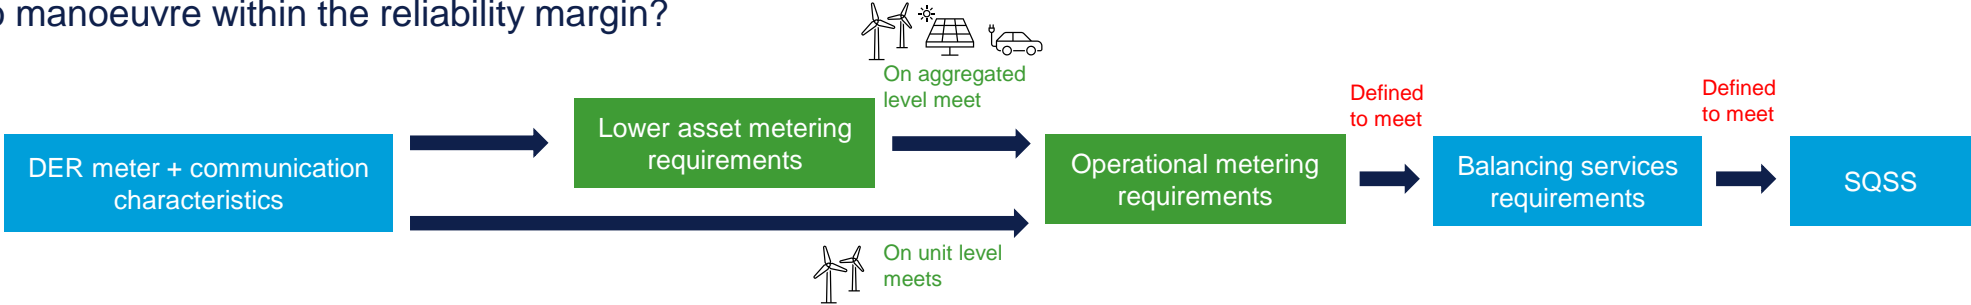 o manoeuvre within the reliability margin?
On aggregated
level meet
Defined
to meet
Defined
to meet
Lower asset metering
requirements
DER meter + communication
characteristics
Operational metering
requirements
Balancing services
requirements
SQSS
On unit level
meets